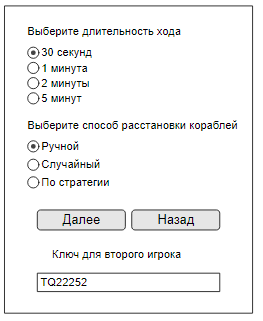 Выберите длительность хода
30 секунд
1 минута
2 минуты
5 минут
Выберите способ расстановки кораблей
Ручной
Случайный
По стратегии
Далее Назад
Ключ для второго игрока
TQ22252